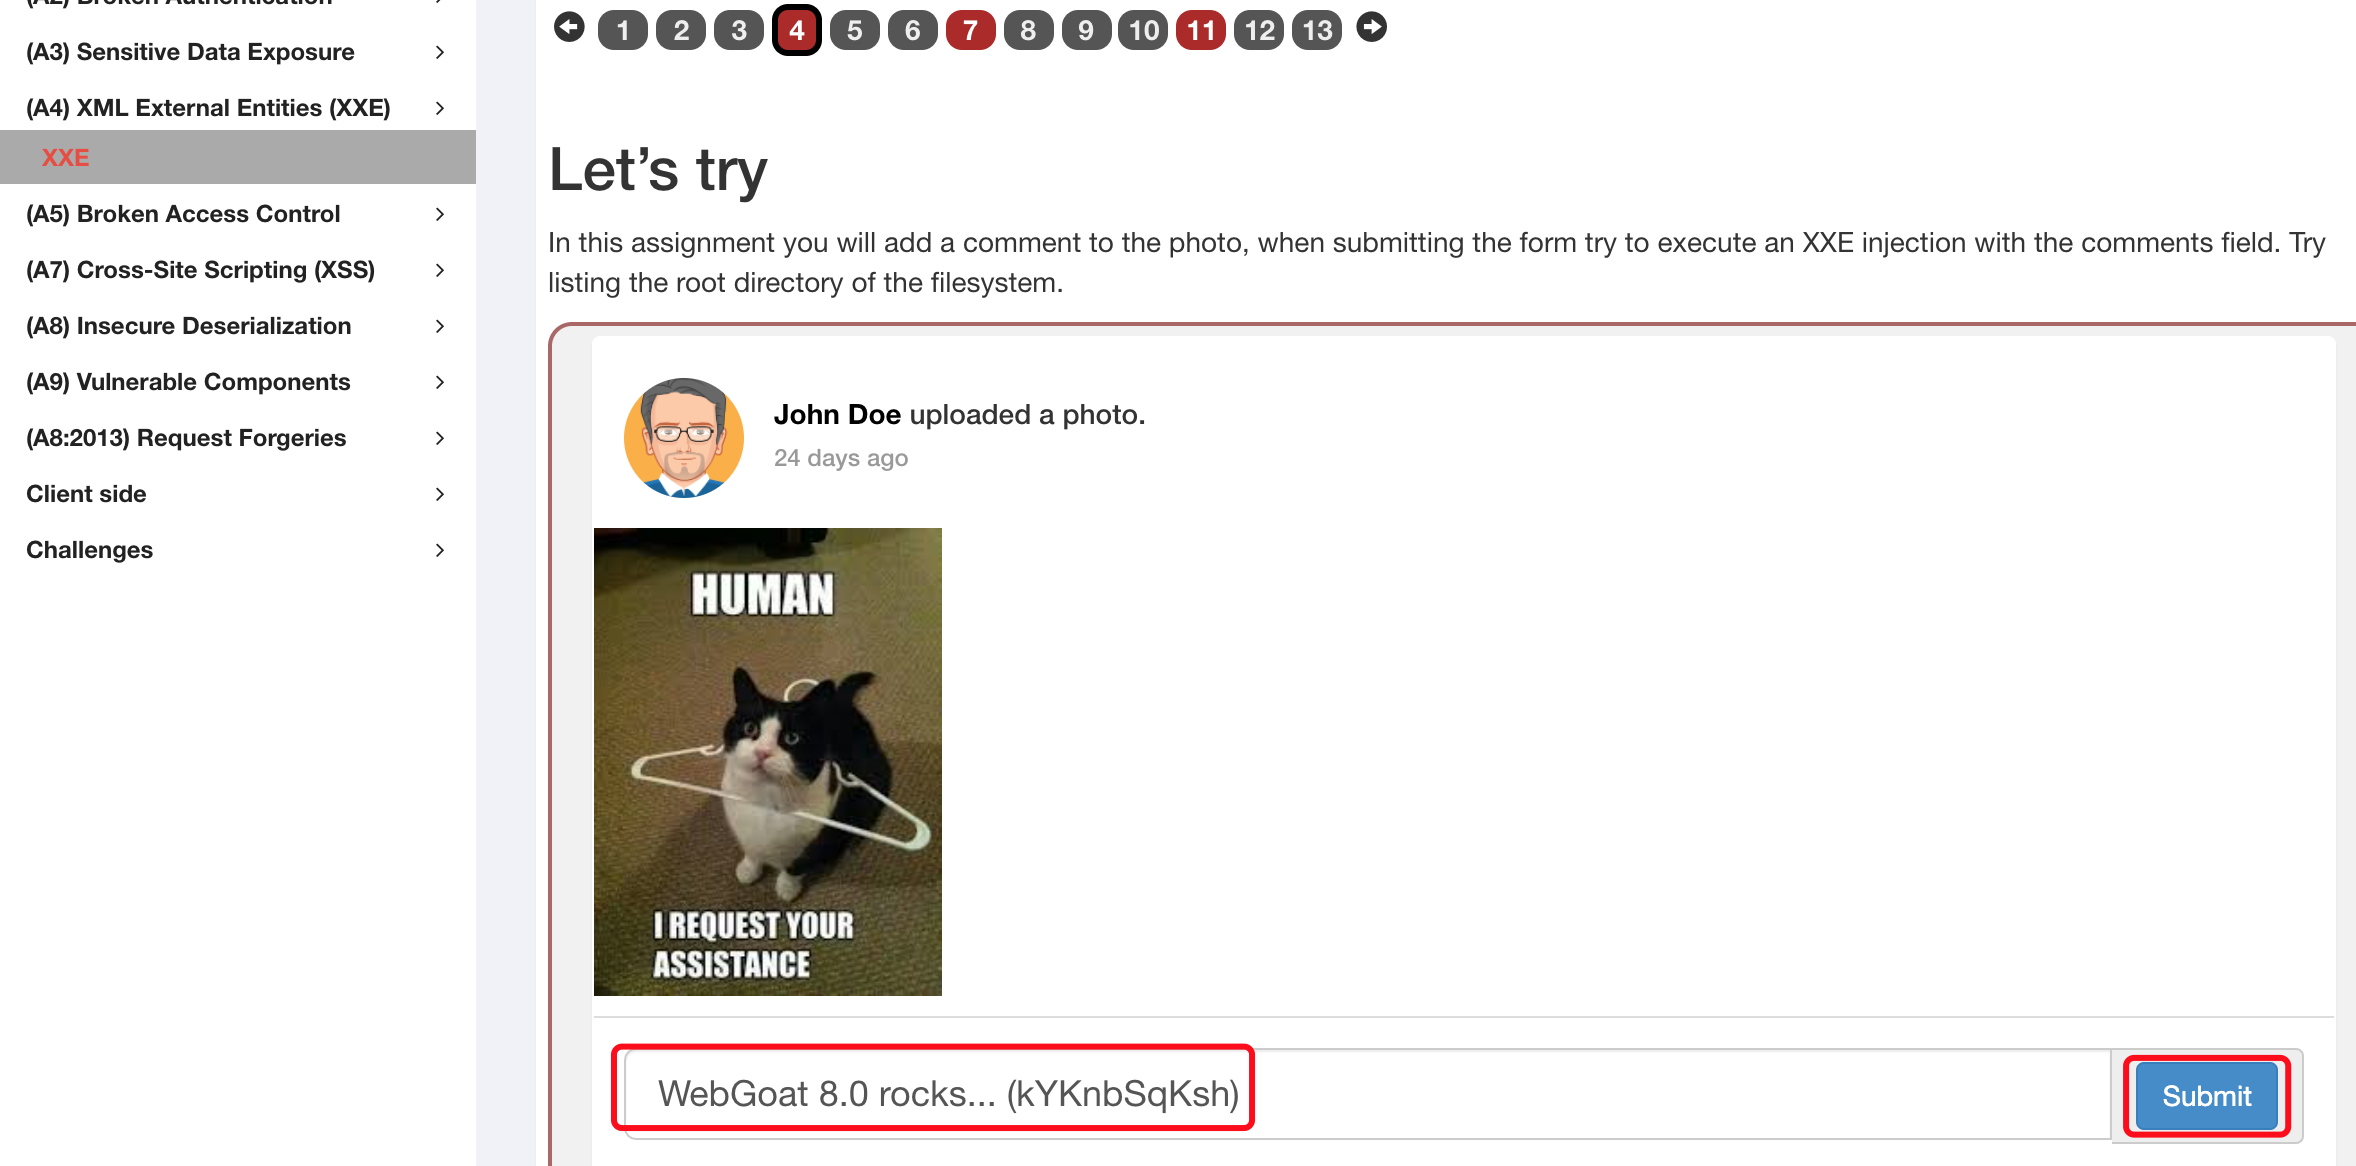 (A3) Sensitive Data Exposure
(A4) XML External Entities (XXE)
XXE
(A5) Broken Access Control
(A7) Cross-Site Scripting (XSS)
(A8) Insecure Deserialization
(A9) Vulnerable Components
(A8:2013) Request Forgeries
Client side
Challenges
1 2 3 4 5 6 7 8 9 10 11 12 13
Let’s try
In this assignment you will add a comment to the photo, when submitting the form try to execute an XXE injection with the comments field. Try
listing the root directory of the filesystem.
John Doe uploaded a photo.
24 days ago
HUMAN
I REQUEST YOUR
ASSISTANCE
WebGoat 8.0 rocks... (kYKnbSqKsh)
Submit